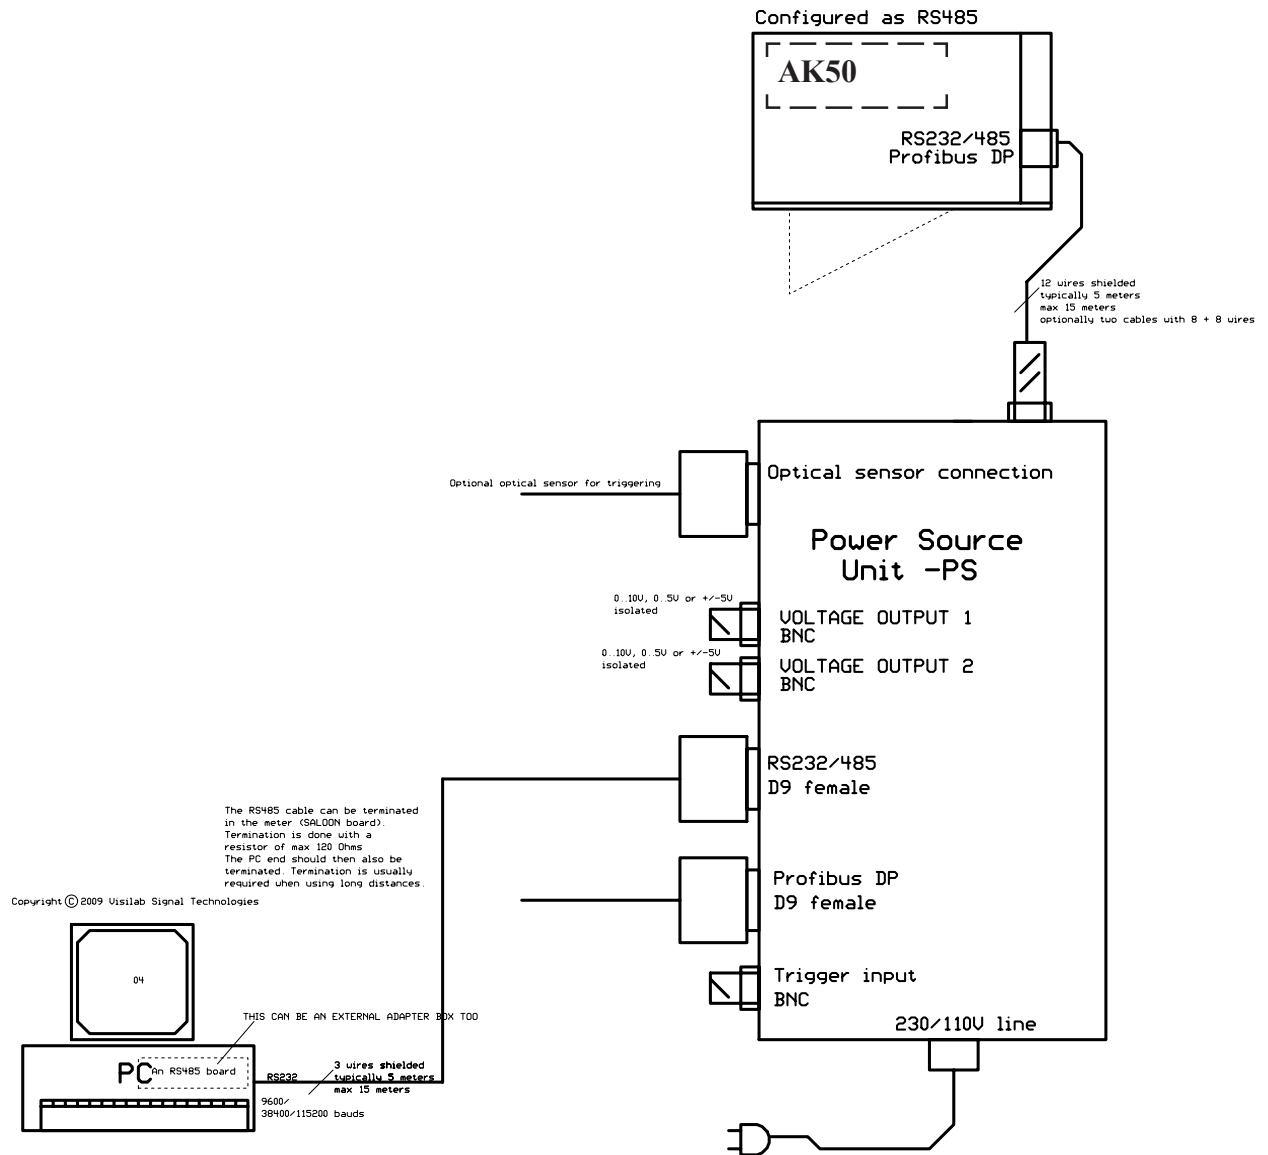 Configured as RS485
AK50
RS232/485
Profibus DP
12 wires shielded
typically 5 meters
max 15 meters
optionally two cables with 8 + 8 wires
Optional optical sensor for triggering
Optical sensor connection
Power Source
Unit -PS
0..10V, 0..5V or +/-5V
isolated
VOLTAGE OUTPUT 1
BNC
0..10V, 0..5V or +/-5V
isolated
VOLTAGE OUTPUT 2
BNC
RS232/485
D9 female
The RS485 cable can be terminated
in the meter (SALOON board).
Termination is done with a
resistor of max 120 Ohms
The PC end should then also be
terminated. Termination is usually
required when using long distances.
Profibus DP
D9 female
Copyright © 2009 Visilab Signal Technologies
04
Trigger input
BNC
THIS CAN BE AN EXTERNAL ADAPTER BOX TOO
230/110V line
PC
An RS485 board
RS232
3 wires shielded
typically 5 meters
max 15 meters
9600/
38400/115200 bauds